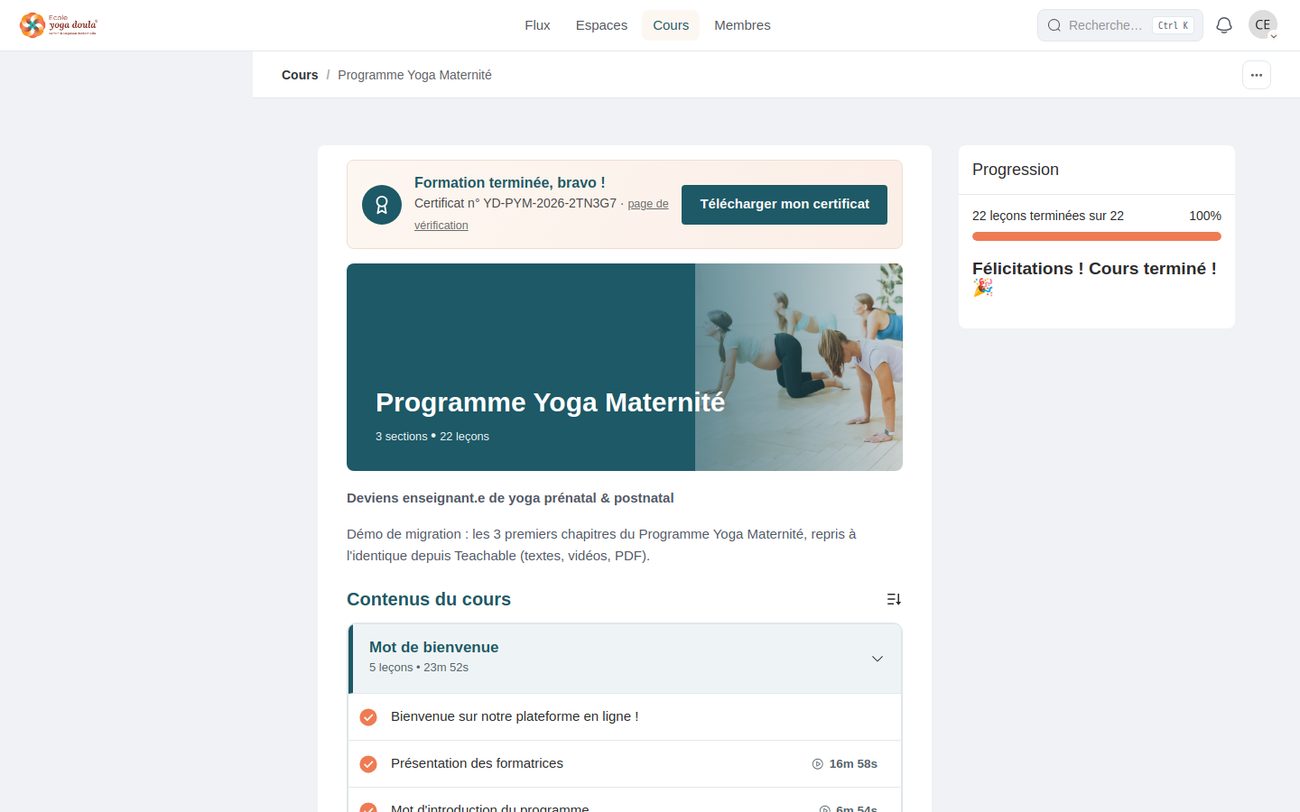 Ecole
yoga doula
Flux
Espaces
Cours
Membres
Recherche…
Ctrl K
CE
Cours / Programme Yoga Maternité
Formation terminée, bravo !
Certificat n° YD-PYM-2026-2TN3G7 · page de
vérification
Télécharger mon certificat
Progression
22 leçons terminées sur 22
100%
Félicitations ! Cours terminé !
🎉
Programme Yoga Maternité
3 sections • 22 leçons
Deviens enseignant.e de yoga prénatal & postnatal
Démo de migration : les 3 premiers chapitres du Programme Yoga Maternité, repris à
l'identique depuis Teachable (textes, vidéos, PDF).
Contenus du cours
Mot de bienvenue
5 leçons • 23m 52s
Bienvenue sur notre plateforme en ligne !
Présentation des formatrices
16m 58s
Mot d'introduction du programme
6m 54s